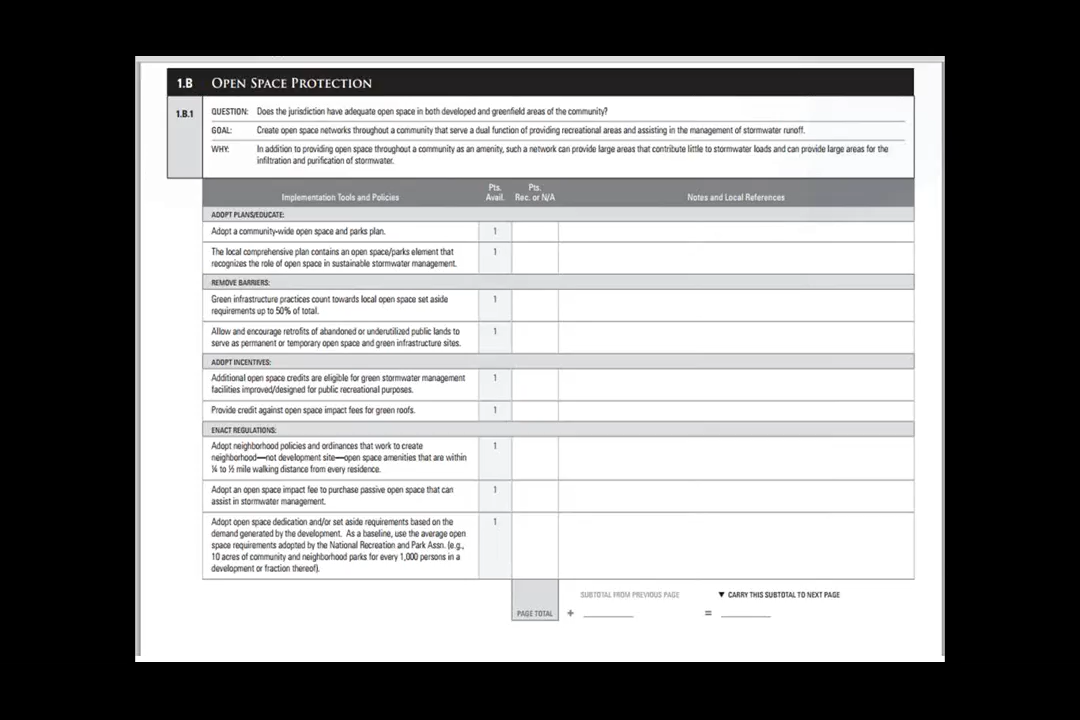 1.B OPEN SPACE PROTECTION
1.B.1 QUESTION: Does the jurisdiction have adequate open space in both developed and greenfield areas of the community?
GOAL: Create open space networks throughout a community that serve a dual function of providing recreational areas and assisting in the management of stormwater runoff.
WHY: In addition to providing open space throughout a community as an amenity, such a network can provide large areas that contribute little to stormwater loads and can provide large areas for the
infiltration and purification of stormwater.
Implementation Tools and Policies Pts. Avail. Pts. Rec. or N/A Notes and Local References
ADOPT PLANS/EDUCATE:
Adopt a community-wide open space and parks plan. 1
The local comprehensive plan contains an open space/parks element that 1
recognizes the role of open space in sustainable stormwater management.
REMOVE BARRIERS:
Green infrastructure practices count towards local open space set aside 1
requirements up to 50% of total.
Allow and encourage retrofits of abandoned or underutilized public lands to 1
serve as permanent or temporary open space and green infrastructure sites.
ADOPT INCENTIVES:
Additional open space credits are eligible for green stormwater management 1
facilities improved/designed for public recreational purposes.
Provide credit against open space impact fees for green roofs. 1
ENACT REGULATIONS:
Adopt neighborhood policies and ordinances that work to create 1
neighborhood—not development site—open space amenities that are within
¼ to ½ mile walking distance from every residence.
Adopt an open space impact fee to purchase passive open space that can 1
assist in stormwater management.
Adopt open space dedication and/or set aside requirements based on the 1
demand generated by the development. As a baseline, use the average open
space requirements adopted by the National Recreation and Park Assn. (e.g.,
10 acres of community and neighborhood parks for every 1,000 persons in a
development or fraction thereof).
SUBTOTAL FROM PREVIOUS PAGE ▼ CARRY THIS SUBTOTAL TO NEXT PAGE
PAGE TOTAL + =